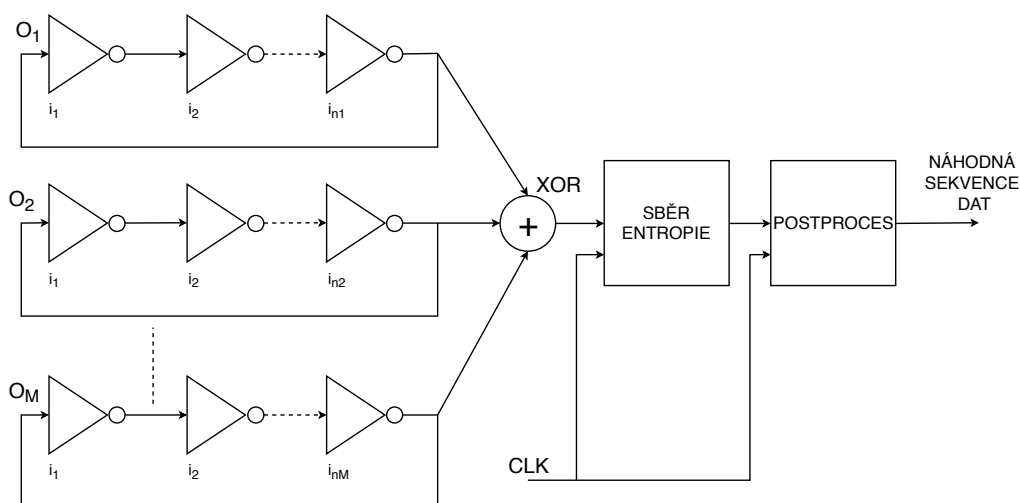 O1
i1
i2
in1
O2
i1
i2
in2
OM
i1
i2
inM
XOR
+
SBĚR
ENTROPIE
POSTPROCES
NÁHODNÁ
SEKVENCE
DAT
CLK